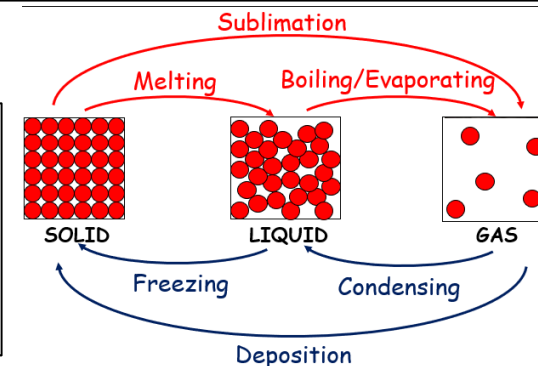 Sublimation
Melting
Boiling/Evaporating
SOLID
LIQUID
GAS
Freezing
Condensing
Deposition